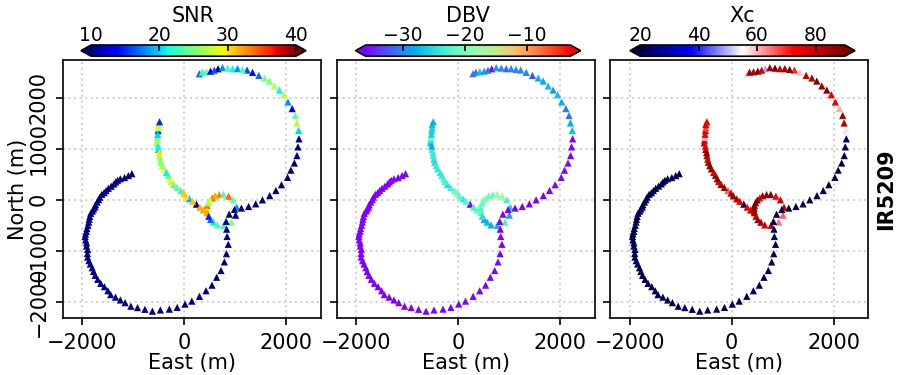 SNR DBV Xc
10 20 30 40 −30 −20 −10 20 40 60 80
North (m)
2000
1000
0
−1000
−2000
IR5209
−2000 0 2000 −2000 0 2000 −2000 0 2000
East (m) East (m) East (m)